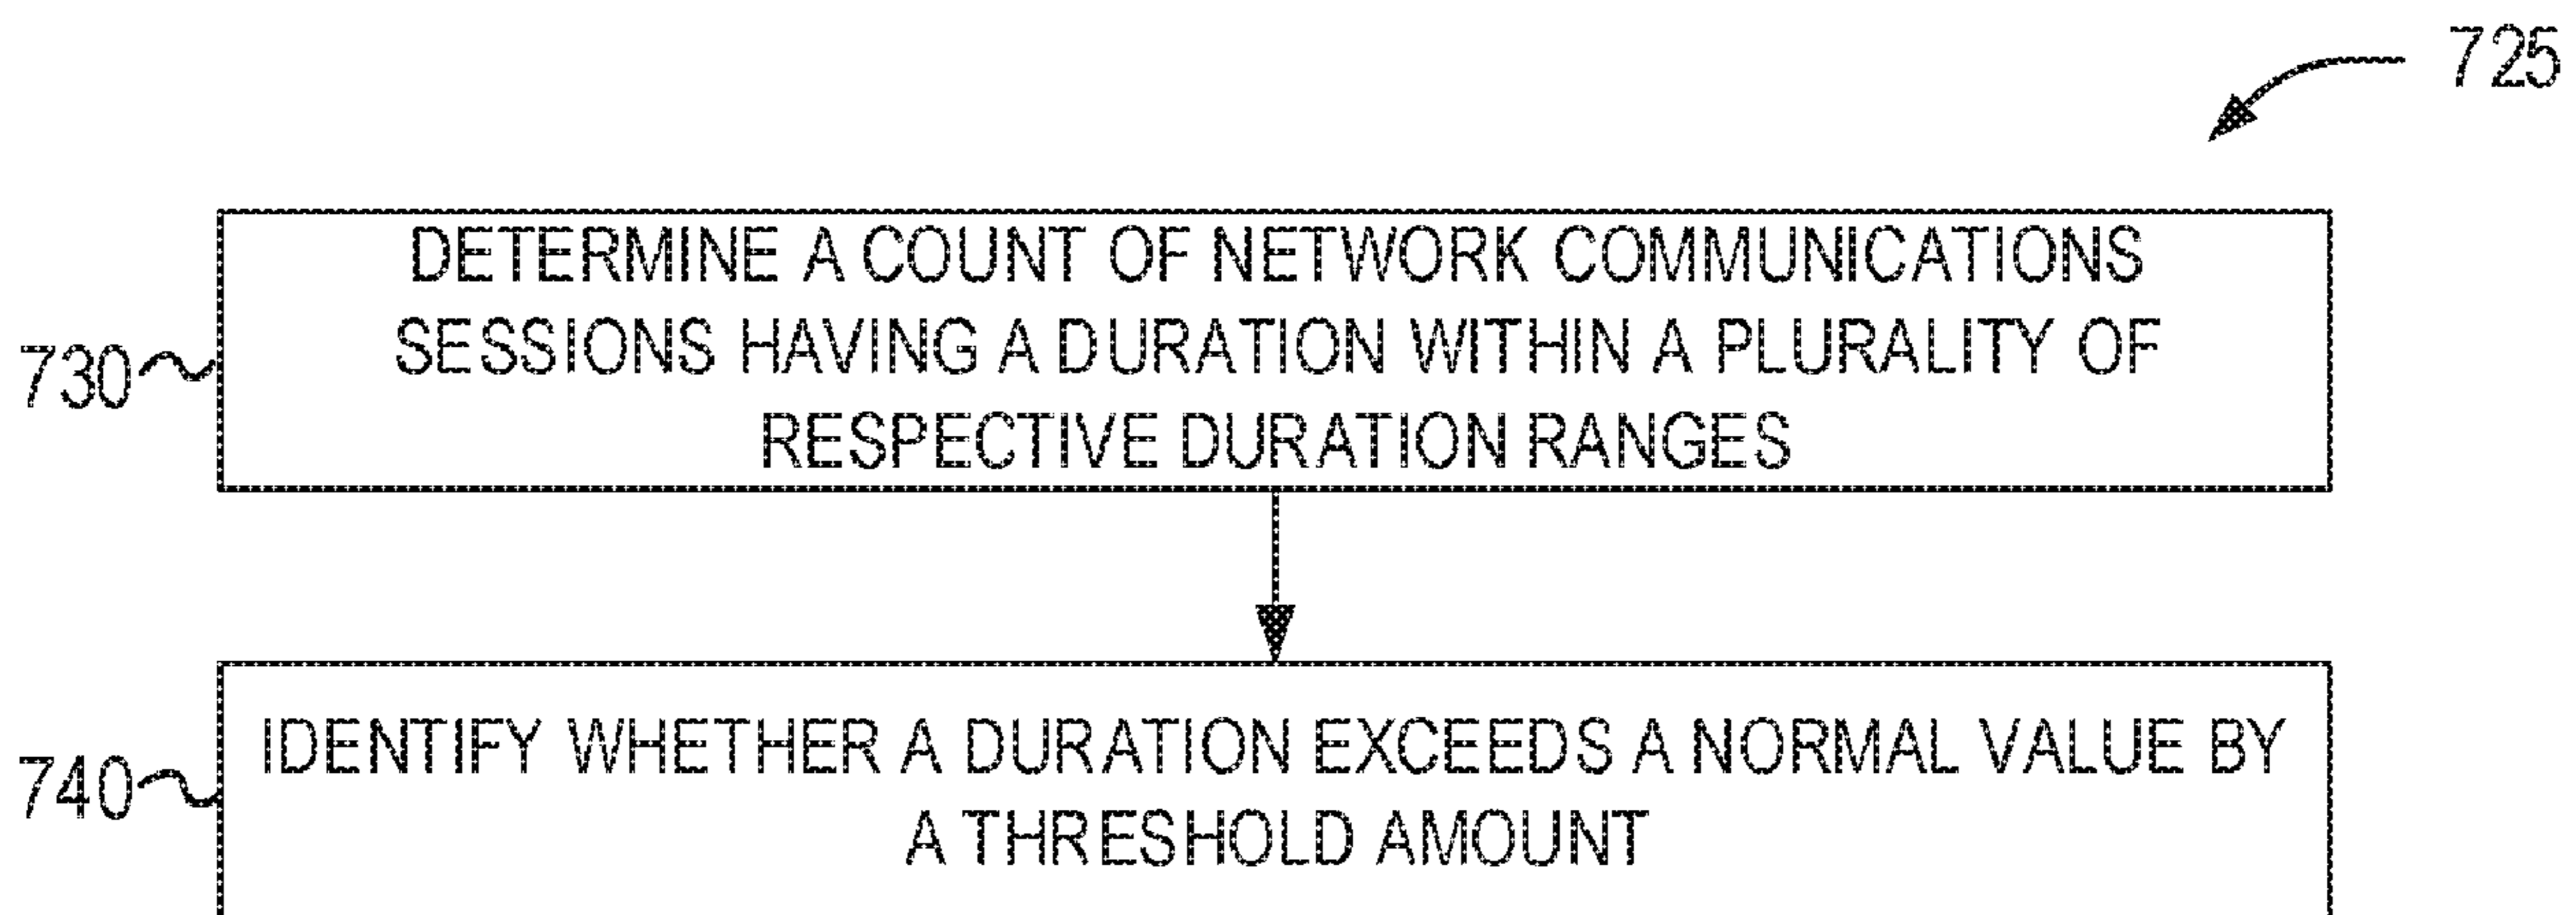 725
DETERMINE A COUNT OF NETWORK COMMUNICATIONS
SESSIONS HAVING A DURATION WITHIN A PLURALITY OF
RESPECTIVE DURATION RANGES
730
IDENTIFY WHETHER A DURATION EXCEEDS A NORMAL VALUE BY
A THRESHOLD AMOUNT
740